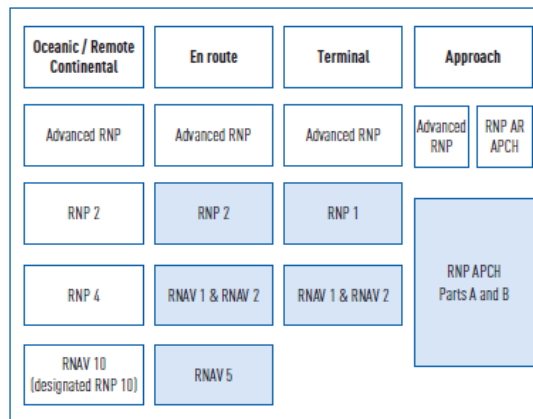 Oceanic / Remote
Continental
En route
Terminal
Approach
Advanced RNP
Advanced RNP
Advanced RNP
Advanced
RNP
RNP AR
APCH
RNP 2
RNP 2
RNP 1
RNP APCH
Parts A and B
RNP 4
RNAV 1 & RNAV 2
RNAV 1 & RNAV 2
RNAV 10
(designated RNP 10)
RNAV 5